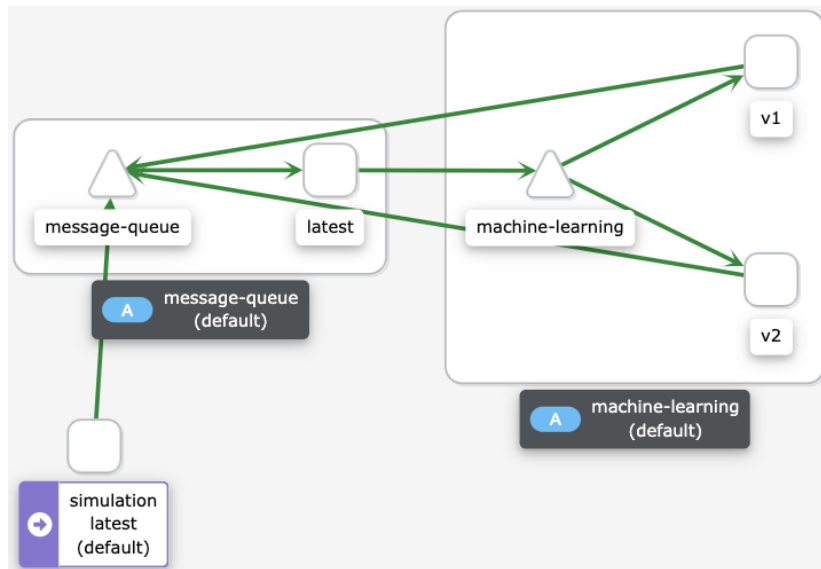 v1
message-queue
latest
machine-learning
A
message-queue
(default)
v2
A
machine-learning
(default)
simulation
latest
(default)